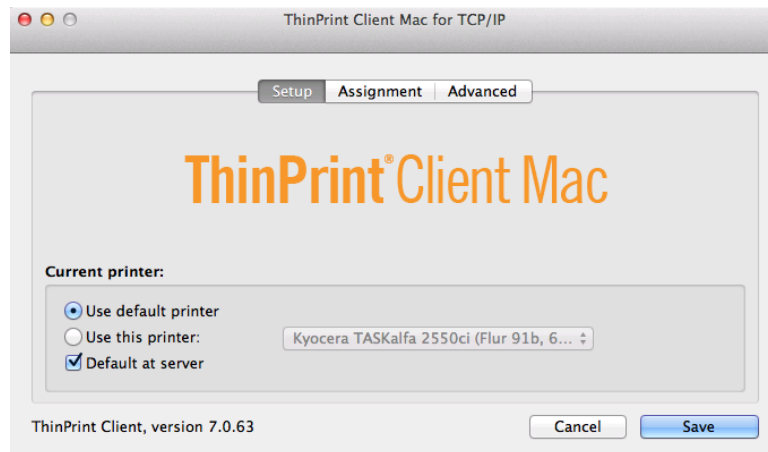 ThinPrint Client Mac for TCP/IP
Setup Assignment Advanced
ThinPrint® Client Mac
Current printer:
Use default printer
Use this printer: Kyocera TASKalfa 2550ci (Flur 91b, 6...
Default at server
ThinPrint Client, version 7.0.63 Cancel Save